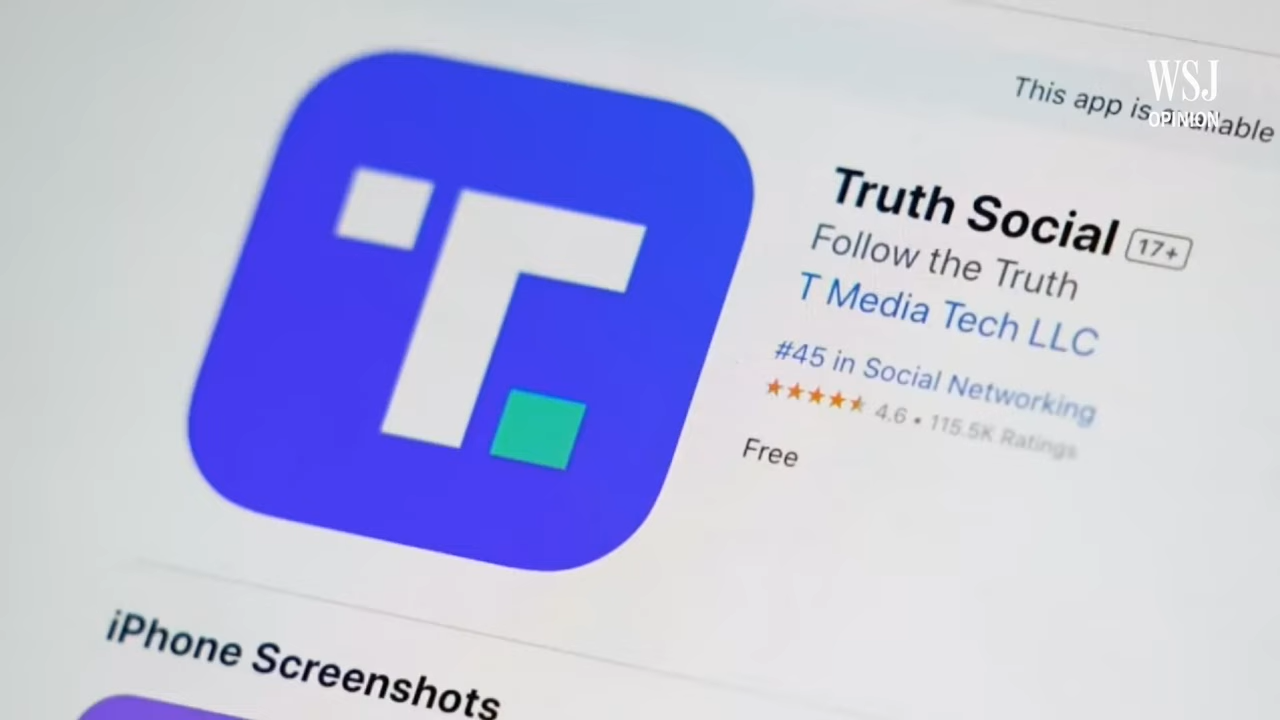 WSJ
OPINION
This app is available
Truth Social 17+
Follow the Truth
T Media Tech LLC
#45 in Social Networking
4.6 • 115.5K Ratings
Free
iPhone Screenshots